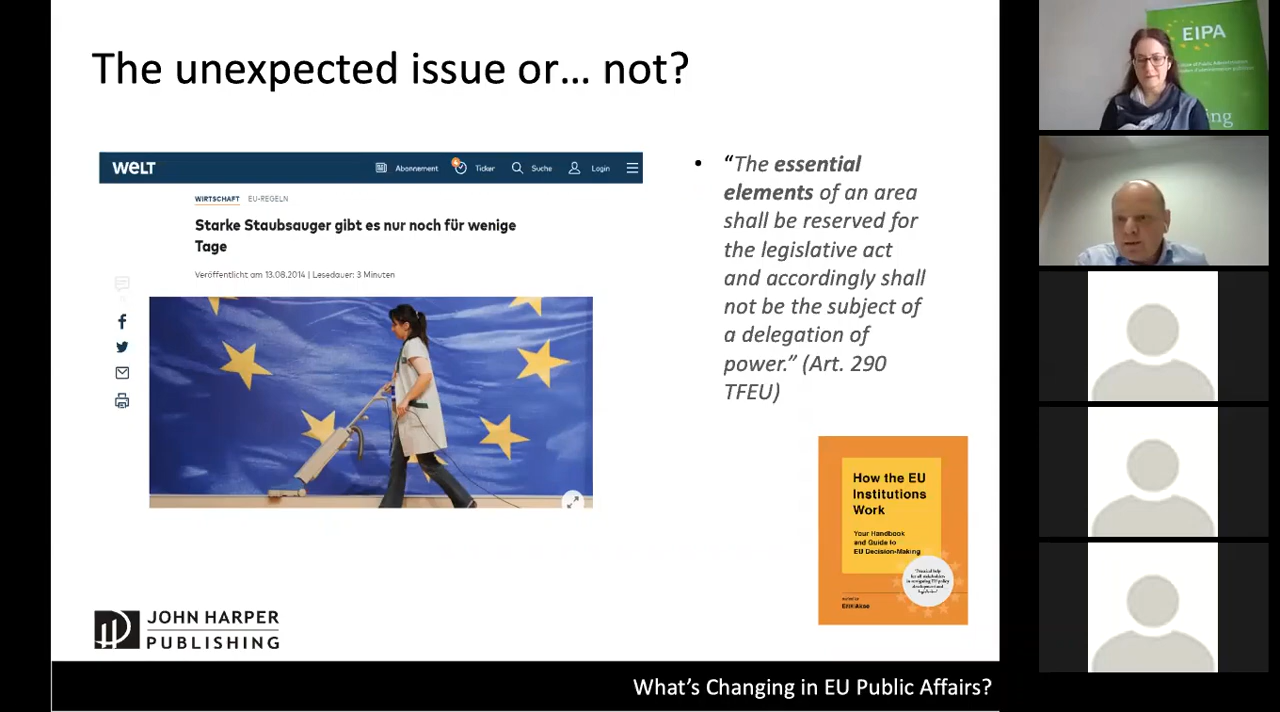 The unexpected issue or... not?
WELT
Abonnement
Ticker
Suche
Login
WIRTSCHAFT EU-REGELN
Starke Staubsauger gibt es nur noch für wenige
Tage
Veröffentlicht am 13.08.2014 | Lesedauer: 3 Minuten
• "The essential
elements of an area
shall be reserved for
the legislative act
and accordingly shall
not be the subject of
a delegation of
power." (Art. 290
TFEU)
How the EU
Institutions
Work
Your Handbook
and Guide to
EU Decision-Making
JOHN HARPER
PUBLISHING
What's Changing in EU Public Affairs?
EIPA